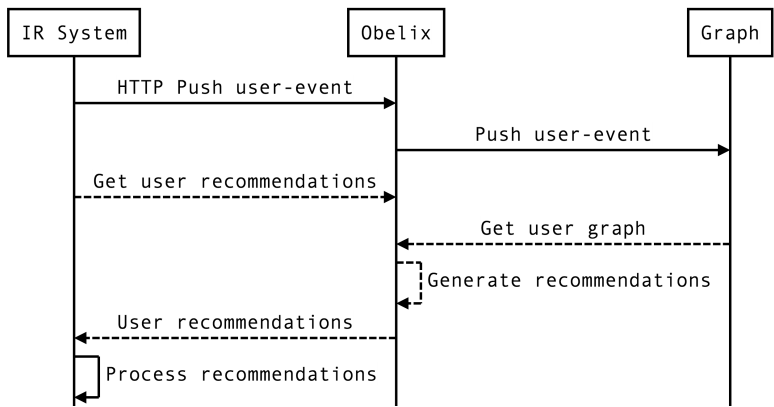 IR System
Obelix
Graph
HTTP Push user-event
Push user-event
Get user recommendations
Get user graph
Generate recommendations
User recommendations
Process recommendations